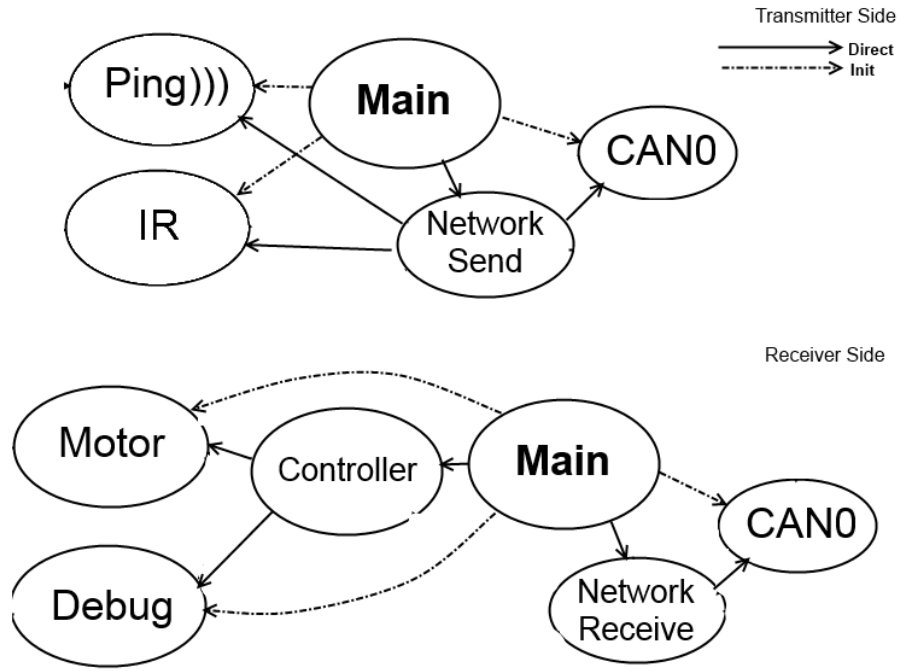 Transmitter Side
Direct
Init
Ping)))
Main
CAN0
IR
Network
Send
Receiver Side
Motor
Controller
Main
CAN0
Debug
Network
Receive